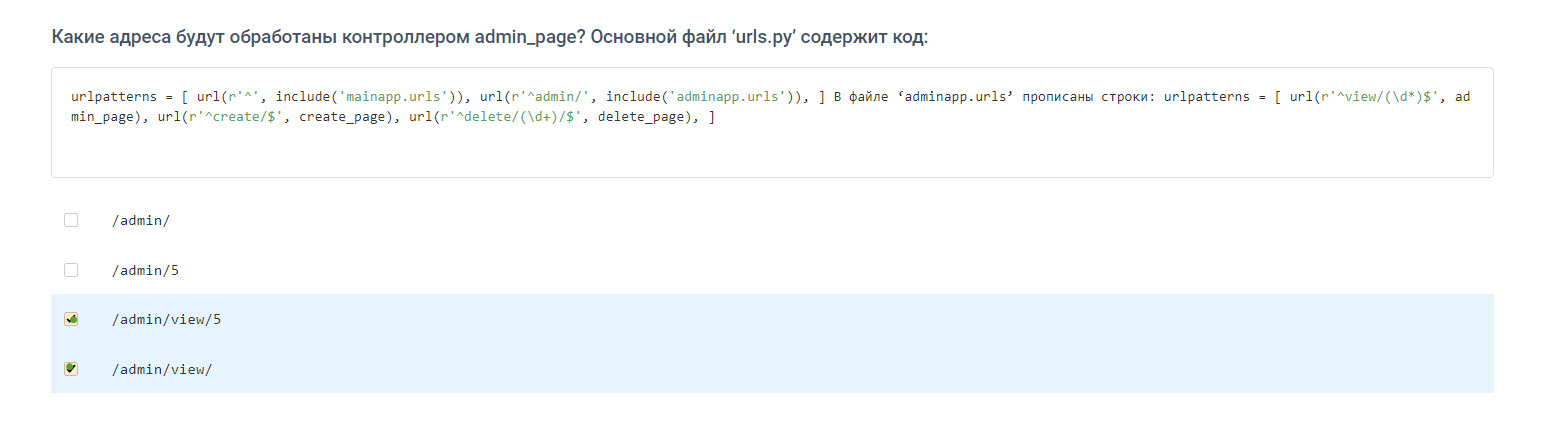 Какие адреса будут обработаны контроллером admin_page? Основной файл ‘urls.py’ содержит код:
urlpatterns = [ url(r'^', include('mainapp.urls')), url(r'^admin/', include('adminapp.urls')), ] В файле ‘adminapp.urls’ прописаны строки: urlpatterns = [ url(r'^view/(\d*)$', ad
min_page), url(r'^create/$', create_page), url(r'^delete/(\d+)/$', delete_page), ]
/admin/
/admin/5
/admin/view/5
/admin/view/